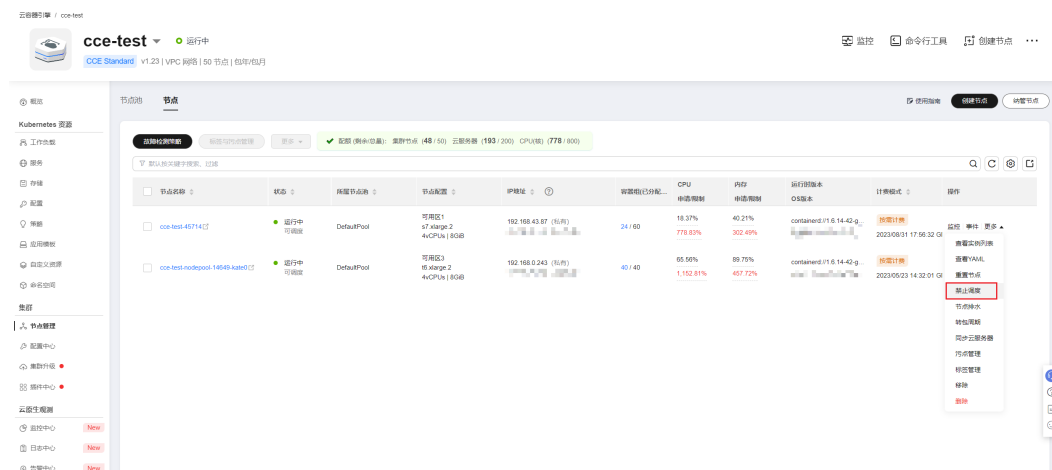 云容器引擎 / cce-test
cce-test 运行中
CCE Standard v1.23 | VPC 网络 | 50 节点 | 包年/包月
监控 命令行工具 创建节点
概览
Kubernetes 资源
工作负载
服务
存储
配置
策略
应用模板
自定义资源
命名空间
集群
节点管理
配置中心
集群升级
插件中心
云原生观测
监控中心 New
日志中心 New
告警中心 New
节点池 节点
使用指南 创建节点 纳管节点
故障检测策略 标签与污点管理 更多
配额 (剩余/总量): 集群节点 (48 / 50) 云服务器 (193 / 200) CPU(核) (778 / 800)
默认按关键字搜索、过滤
节点名称 状态 所属节点池 节点配置 IP地址 容器组(已分配... CPU 申请/限制 内存 申请/限制 运行时版本 OS版本 计费模式 操作
cce-test-45714 运行中 可调度 DefaultPool 可用区1 s7.xlarge.2 4vCPUs | 8GiB 192.168.43.87 (私有) 24 / 60 18.37% 778.83% 40.21% 302.49% containerd://1.6.14-42-g... 按需计费 2023/08/31 17:56:32 G 监控 事件 更多
cce-test-nodepool-14649-kate0 运行中 可调度 DefaultPool 可用区3 t6.xlarge.2 4vCPUs | 8GiB 192.168.0.243 (私有) 40 / 40 65.56% 1,152.81% 89.75% 457.72% containerd://1.6.14-42-g... 按需计费 2023/05/23 14:32:01 G
查看实例列表
查看YAML
重置节点
禁止调度
节点排水
转包周期
同步云服务器
污点管理
标签管理
移除
删除